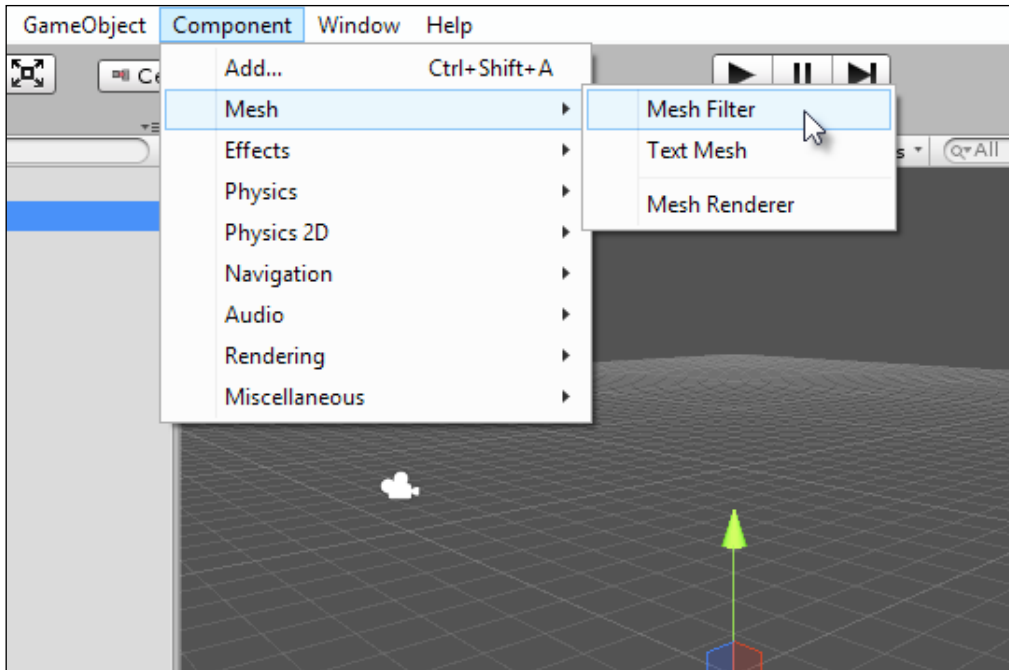 GameObject Component Window Help
Add... Ctrl+Shift+A
Mesh
Effects
Physics
Physics 2D
Navigation
Audio
Rendering
Miscellaneous
Mesh Filter
Text Mesh
Mesh Renderer
All